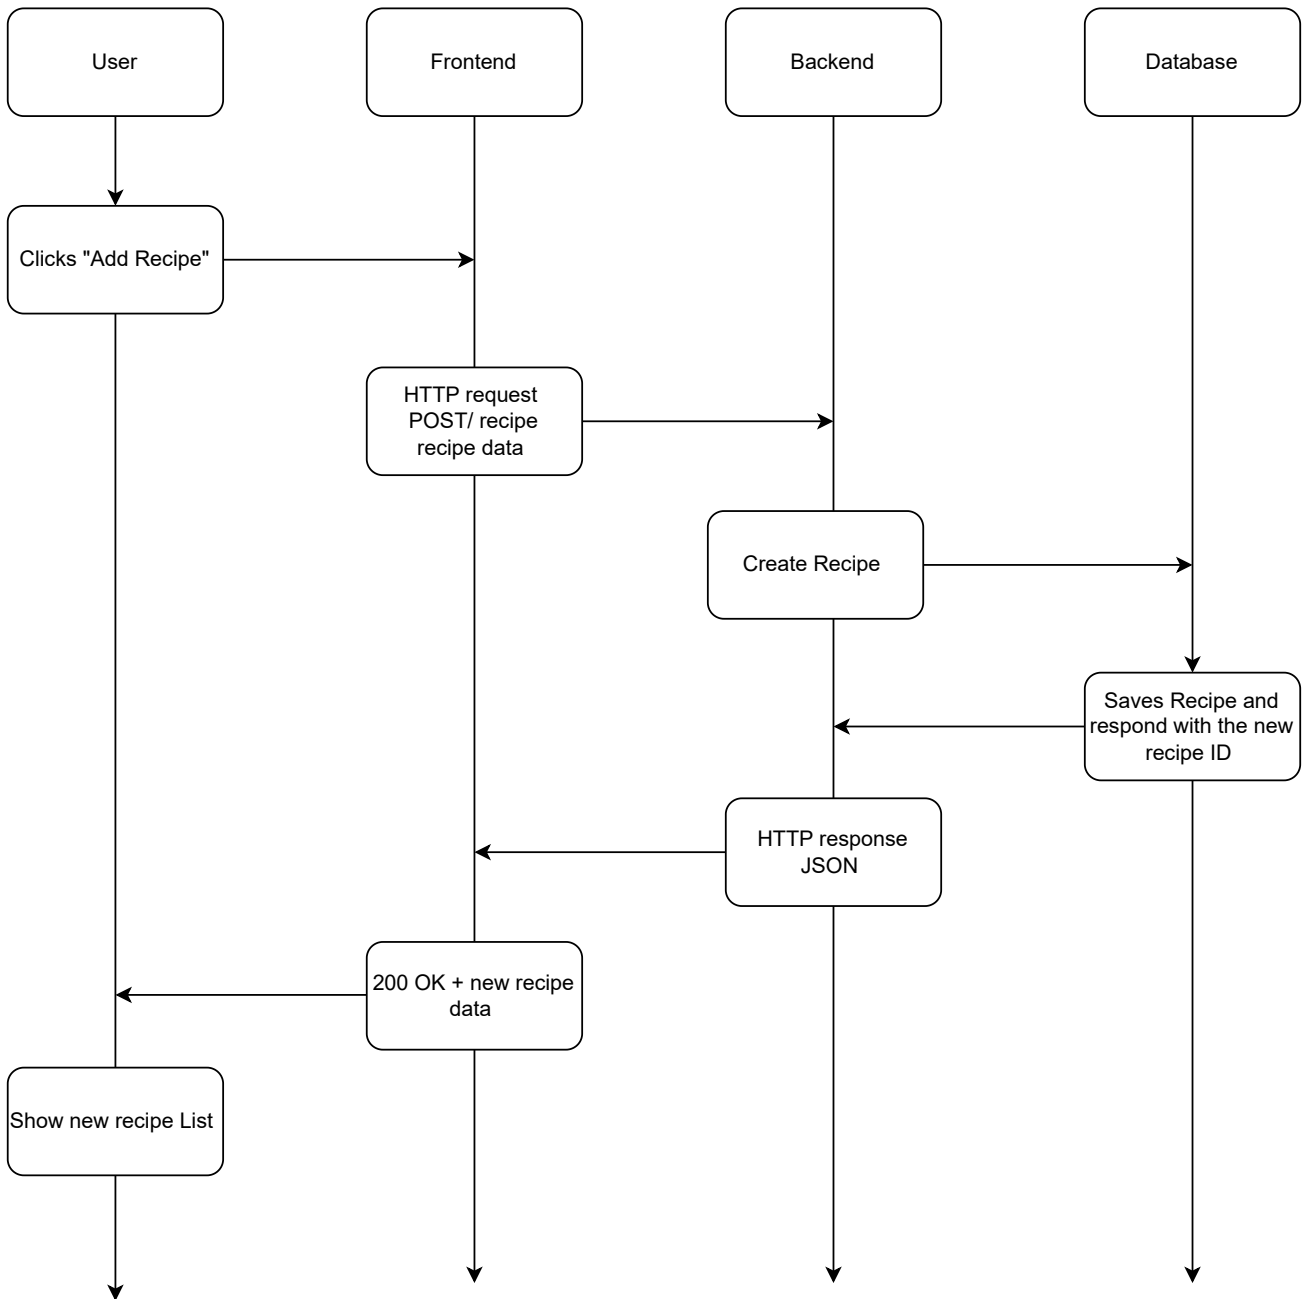 User
Frontend
Backend
Database
Clicks "Add Recipe"
HTTP request
POST/ recipe
recipe data
Create Recipe
Saves Recipe and
respond with the new
recipe ID
HTTP response
JSON
200 OK + new recipe
data
Show new recipe List